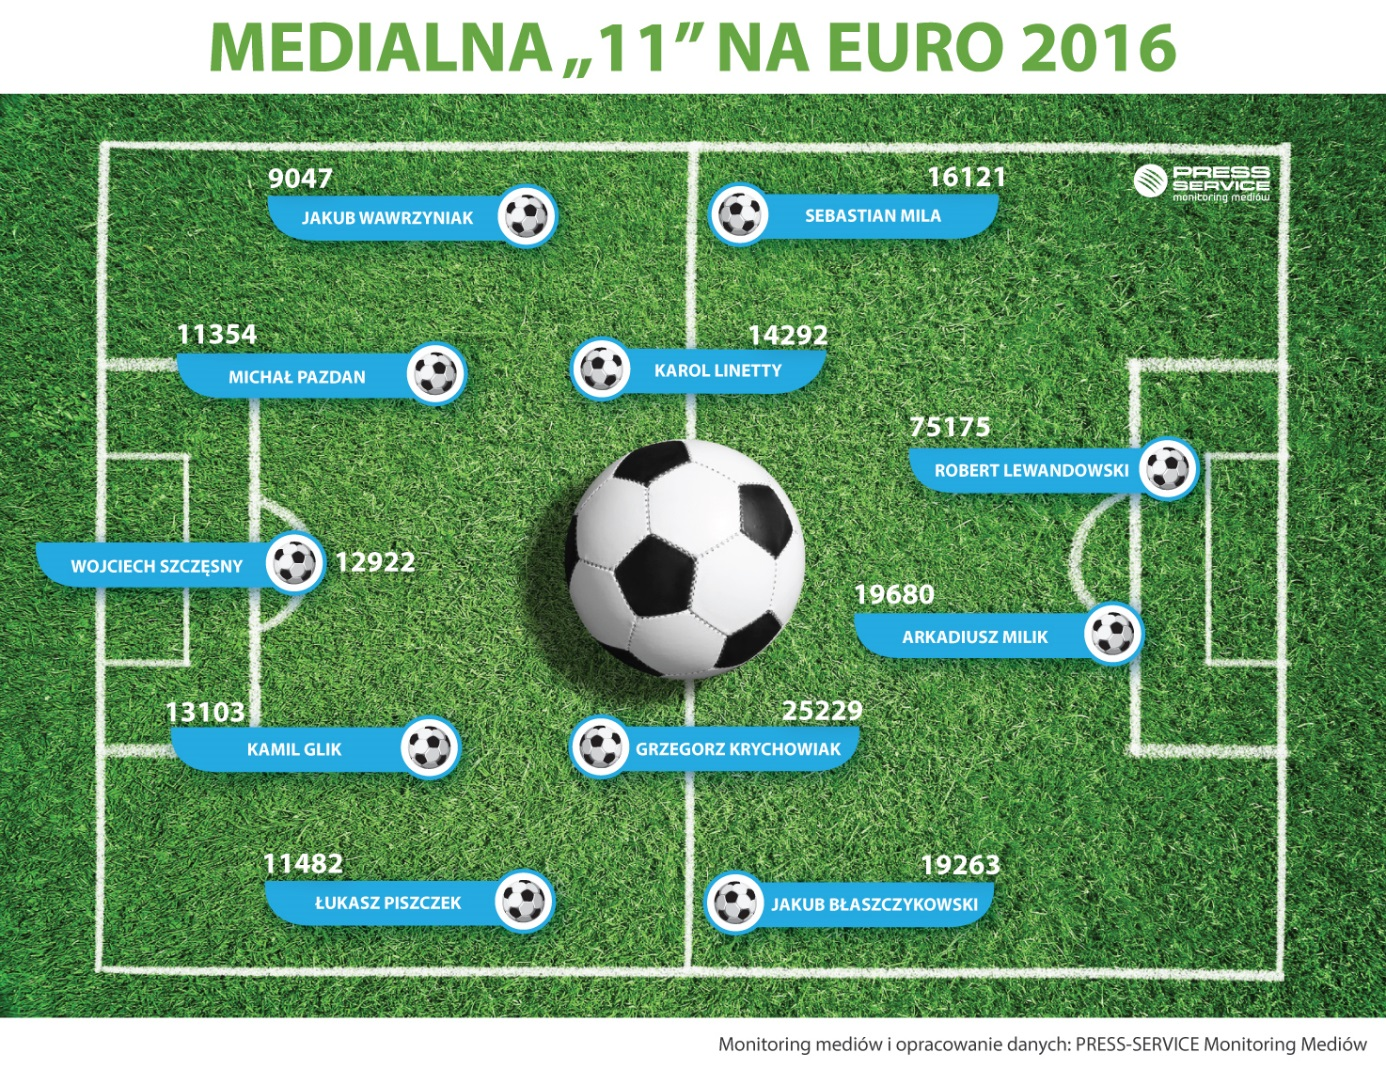 MEDIALNA „11” NA EURO 2016
9047
JAKUB WAWRZYNIAK
16121
SEBASTIAN MILA
PRESS
SERVICE
monitoring mediów
11354
MICHAŁ PAZDAN
14292
KAROL LINETTY
75175
ROBERT LEWANDOWSKI
WOJCIECH SZCZĘSNY
12922
19680
ARKADIUSZ MILIK
13103
KAMIL GLIK
25229
GRZEGORZ KRYCHOWIAK
11482
ŁUKASZ PISZCZEK
19263
JAKUB BŁASZCZYKOWSKI
Monitoring mediów i opracowanie danych: PRESS-SERVICE Monitoring Mediów